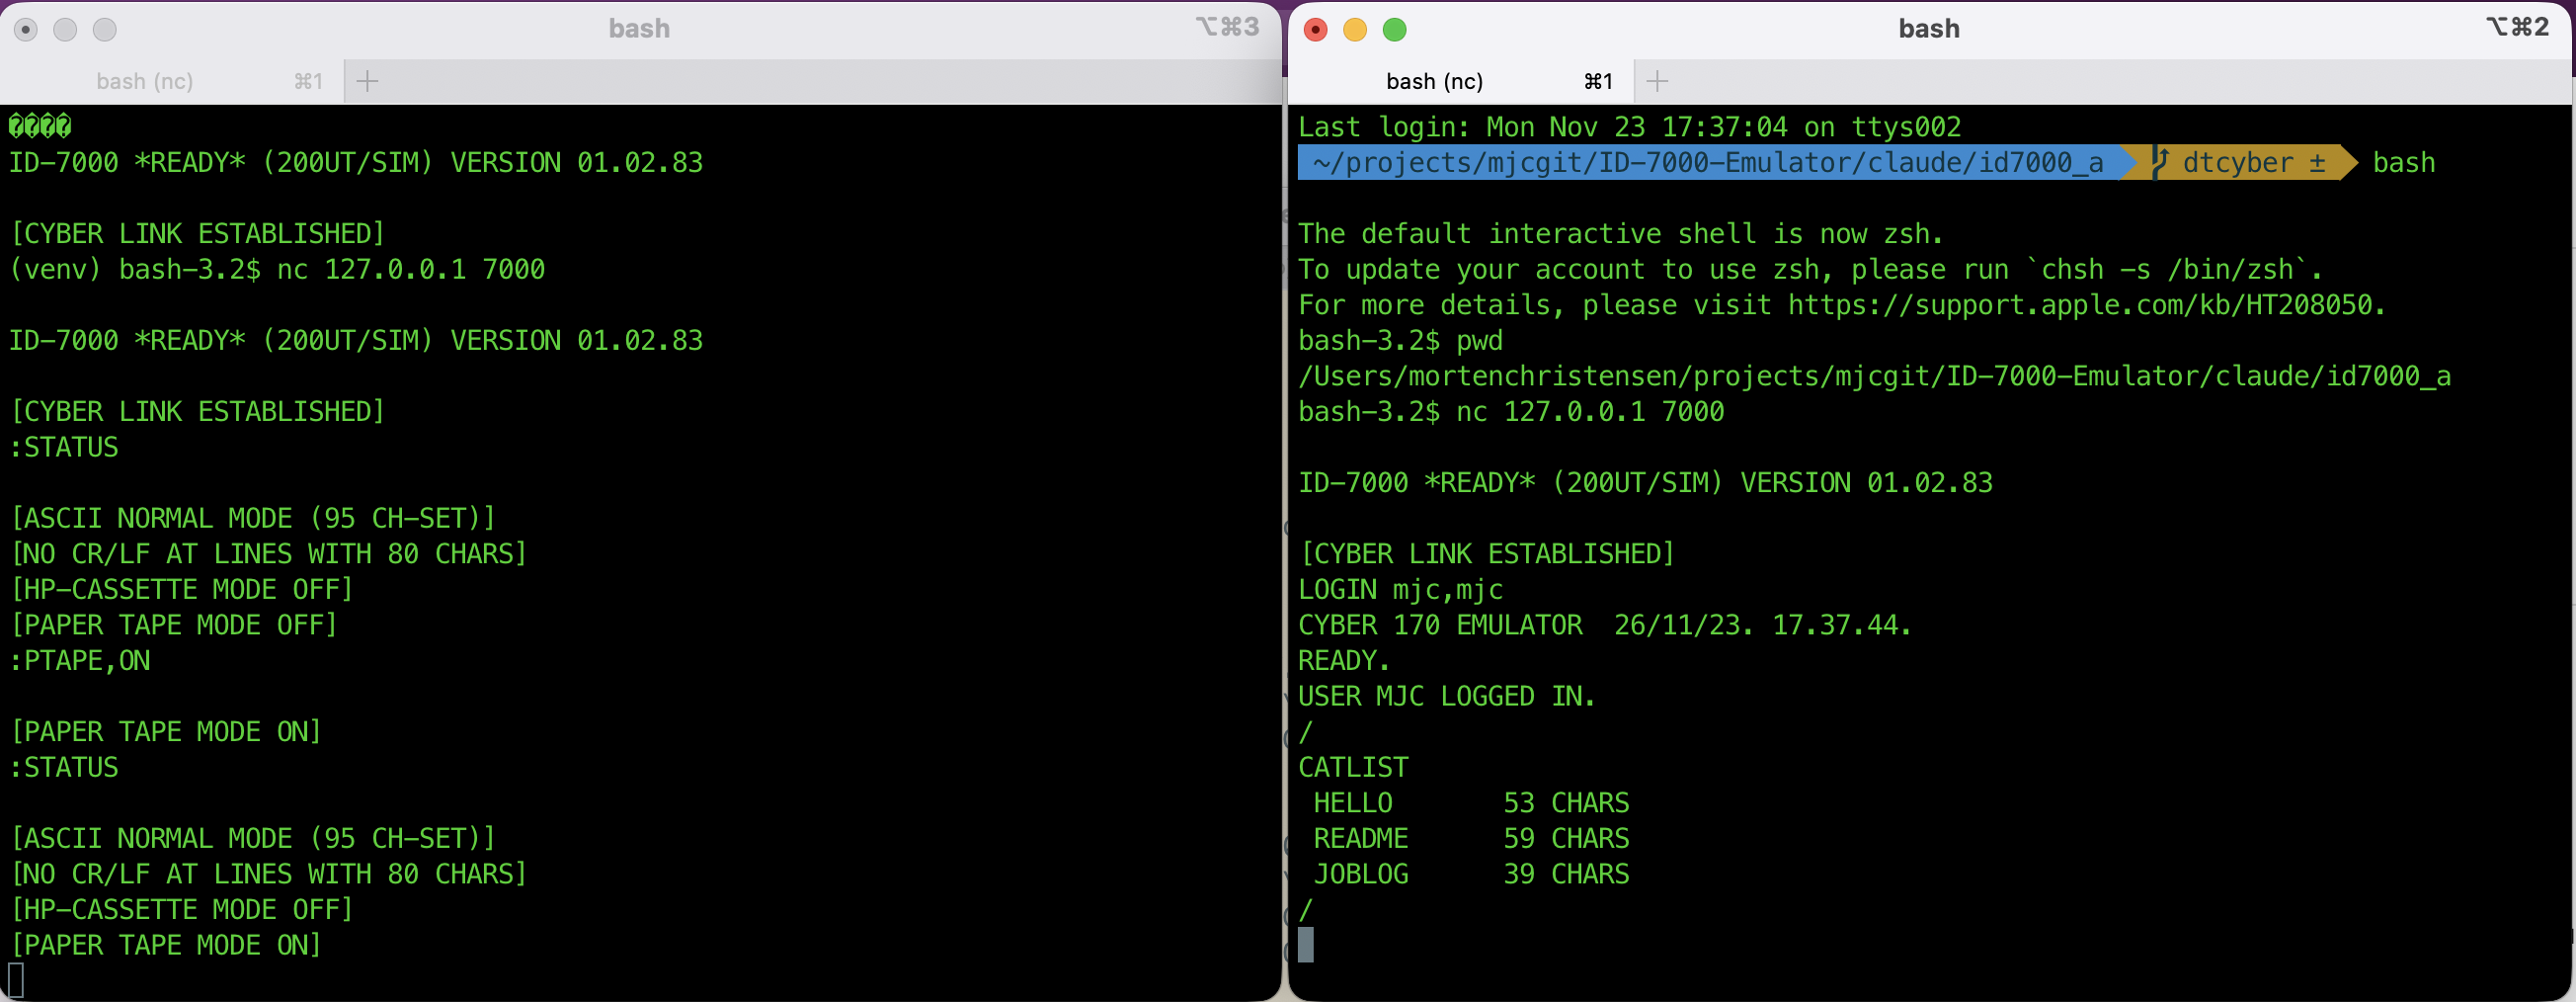 bash
⌥⌘3
bash (nc) ⌘1 +
����
ID-7000 *READY* (200UT/SIM) VERSION 01.02.83
[CYBER LINK ESTABLISHED]
(venv) bash-3.2$ nc 127.0.0.1 7000
ID-7000 *READY* (200UT/SIM) VERSION 01.02.83
[CYBER LINK ESTABLISHED]
:STATUS
[ASCII NORMAL MODE (95 CH-SET)]
[NO CR/LF AT LINES WITH 80 CHARS]
[HP-CASSETTE MODE OFF]
[PAPER TAPE MODE OFF]
:PTAPE,ON
[PAPER TAPE MODE ON]
:STATUS
[ASCII NORMAL MODE (95 CH-SET)]
[NO CR/LF AT LINES WITH 80 CHARS]
[HP-CASSETTE MODE OFF]
[PAPER TAPE MODE ON]
bash
⌥⌘2
bash (nc) ⌘1 +
Last login: Mon Nov 23 17:37:04 on ttys002
~/projects/mjcgit/ID-7000-Emulator/claude/id7000_a dtcyber ± bash
The default interactive shell is now zsh.
To update your account to use zsh, please run `chsh -s /bin/zsh`.
For more details, please visit https://support.apple.com/kb/HT208050.
bash-3.2$ pwd
/Users/mortenchristensen/projects/mjcgit/ID-7000-Emulator/claude/id7000_a
bash-3.2$ nc 127.0.0.1 7000
ID-7000 *READY* (200UT/SIM) VERSION 01.02.83
[CYBER LINK ESTABLISHED]
LOGIN mjc,mjc
CYBER 170 EMULATOR  26/11/23. 17.37.44.
READY.
USER MJC LOGGED IN.
/
CATLIST
HELLO       53 CHARS
README      59 CHARS
JOBLOG      39 CHARS
/